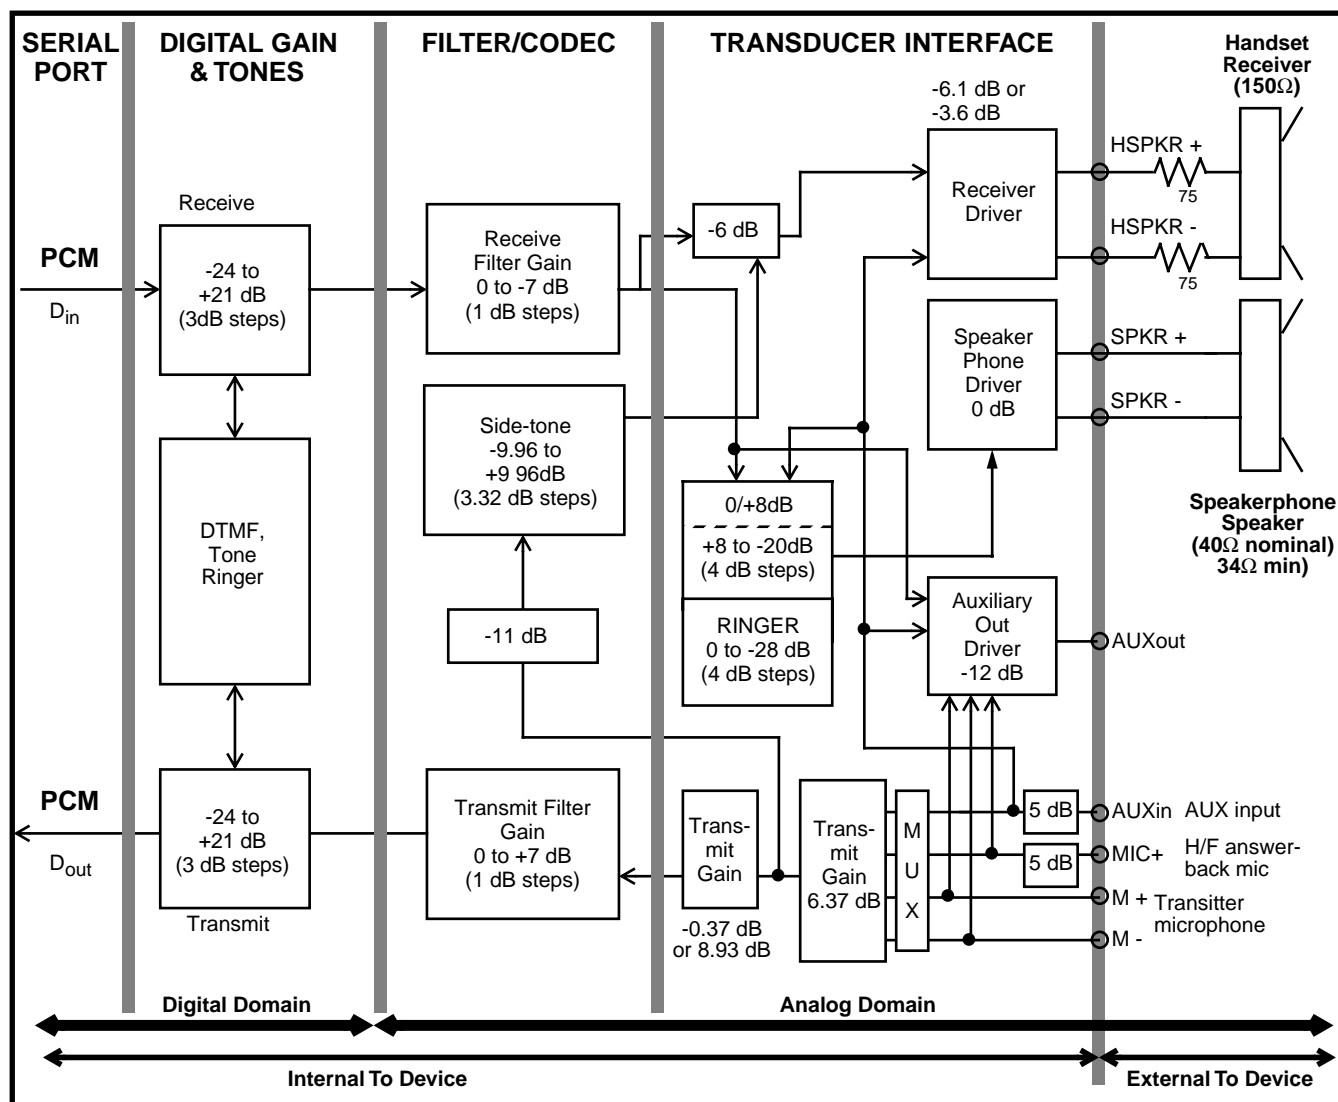 SERIAL
PORT
DIGITAL GAIN
& TONES
FILTER/CODEC
TRANSDUCER INTERFACE
Handset
Receiver
(150Ω)
-6.1 dB or
-3.6 dB
HSPKR +
75
Receive
Receiver
Driver
-6 dB
Receive
Filter Gain
0 to -7 dB
(1 dB steps)
PCM
Din
-24 to
+21 dB
(3dB steps)
HSPKR -
75
Speaker
Phone
Driver
0 dB
SPKR +
SPKR -
Side-tone
-9.96 to
+9 96dB
(3.32 dB steps)
Speakerphone
Speaker
(40Ω nominal)
34Ω min)
0/+8dB
+8 to -20dB
(4 dB steps)
DTMF,
Tone
Ringer
RINGER
0 to -28 dB
(4 dB steps)
-11 dB
Auxiliary
Out
Driver
-12 dB
AUXout
PCM
Dout
-24 to
+21 dB
(3 dB steps)
Transmit
Transmit Filter
Gain
0 to +7 dB
(1 dB steps)
Trans-
mit
Gain
-0.37 dB
or 8.93 dB
Trans-
mit
Gain
6.37 dB
M
U
X
5 dB
AUXin
AUX input
5 dB
MIC+
H/F answer-
back mic
M +
M -
Transitter
microphone
Digital Domain
Analog Domain
Internal To Device
External To Device